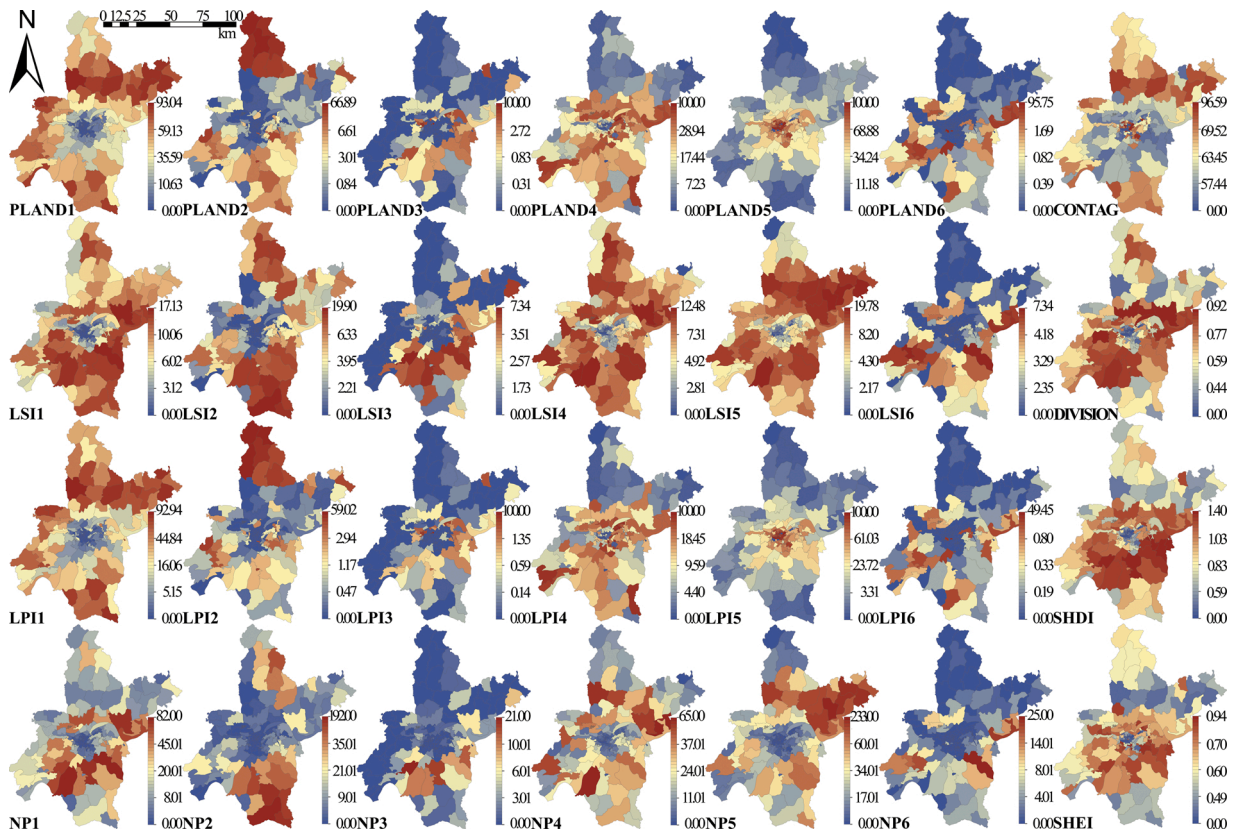 N
0 12.5 25 50 75 100
km
93.04 66.89 100.00 100.00 100.00 95.75 96.59
59.13 6.61 2.72 28.94 68.88 1.69 69.52
35.59 3.01 0.83 17.44 34.24 0.82 63.45
10.63 0.84 0.31 7.23 11.18 0.39 57.44
0.00 0.00 0.00 0.00 0.00 0.00 0.00
PLAND1 PLAND2 PLAND3 PLAND4 PLAND5 PLAND6 CONTAG
17.13 19.90 7.34 12.48 19.78 7.34 0.92
10.06 6.33 3.51 7.31 8.20 4.18 0.77
6.02 3.95 2.57 4.92 4.30 3.29 0.59
3.12 2.21 1.73 2.81 2.17 2.35 0.44
0.00 0.00 0.00 0.00 0.00 0.00 0.00
LSI1 LSI2 LSI3 LSI4 LSI5 LSI6 DIVISION
92.94 59.02 100.00 100.00 100.00 49.45 1.40
44.84 2.94 1.35 18.45 61.03 0.80 1.03
16.06 1.17 0.59 9.59 23.72 0.33 0.83
5.15 0.47 0.14 4.40 3.31 0.19 0.59
0.00 0.00 0.00 0.00 0.00 0.00 0.00
LPI1 LPI2 LPI3 LPI4 LPI5 LPI6 SHDI
82.00 192.00 21.00 65.00 233.00 25.00 0.94
45.01 35.01 10.01 37.01 60.01 14.01 0.70
20.01 21.01 6.01 24.01 34.01 8.01 0.60
8.01 9.01 3.01 11.01 17.01 4.01 0.49
0.00 0.00 0.00 0.00 0.00 0.00 0.00
NP1 NP2 NP3 NP4 NP5 NP6 SHEI